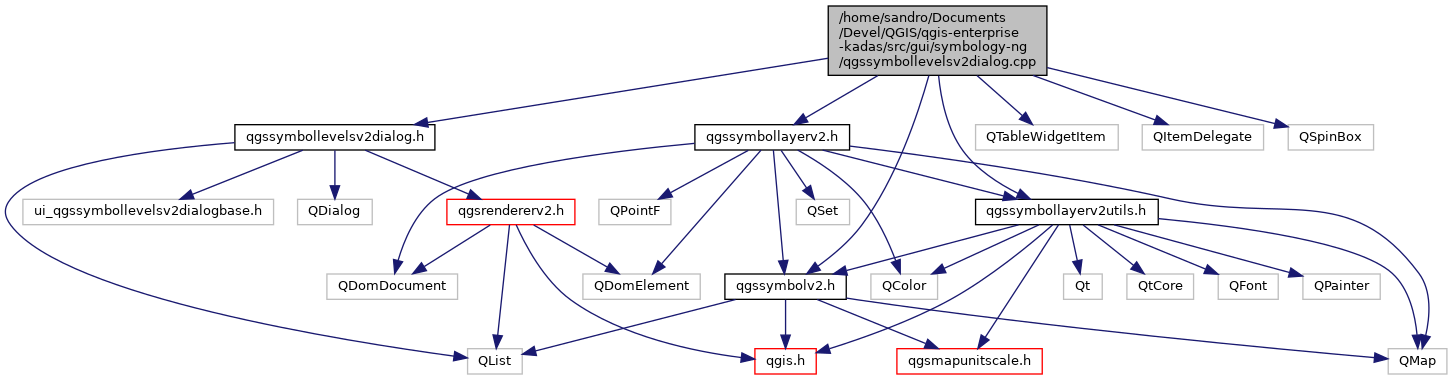 /home/sandro/Documents
/Devel/QGIS/qgis-enterprise
-kadas/src/gui/symbology-ng
/qgssymbollevelsv2dialog.cpp
qgssymbollevelsv2dialog.h
qgssymbollayerv2.h
QTableWidgetItem
QItemDelegate
QSpinBox
ui_qgssymbollevelsv2dialogbase.h
QDialog
qgsrendererv2.h
QPointF
QSet
qgssymbollayerv2utils.h
QDomDocument
QDomElement
qgssymbolv2.h
QColor
Qt
QtCore
QFont
QPainter
QList
qgis.h
qgsmapunitscale.h
QMap